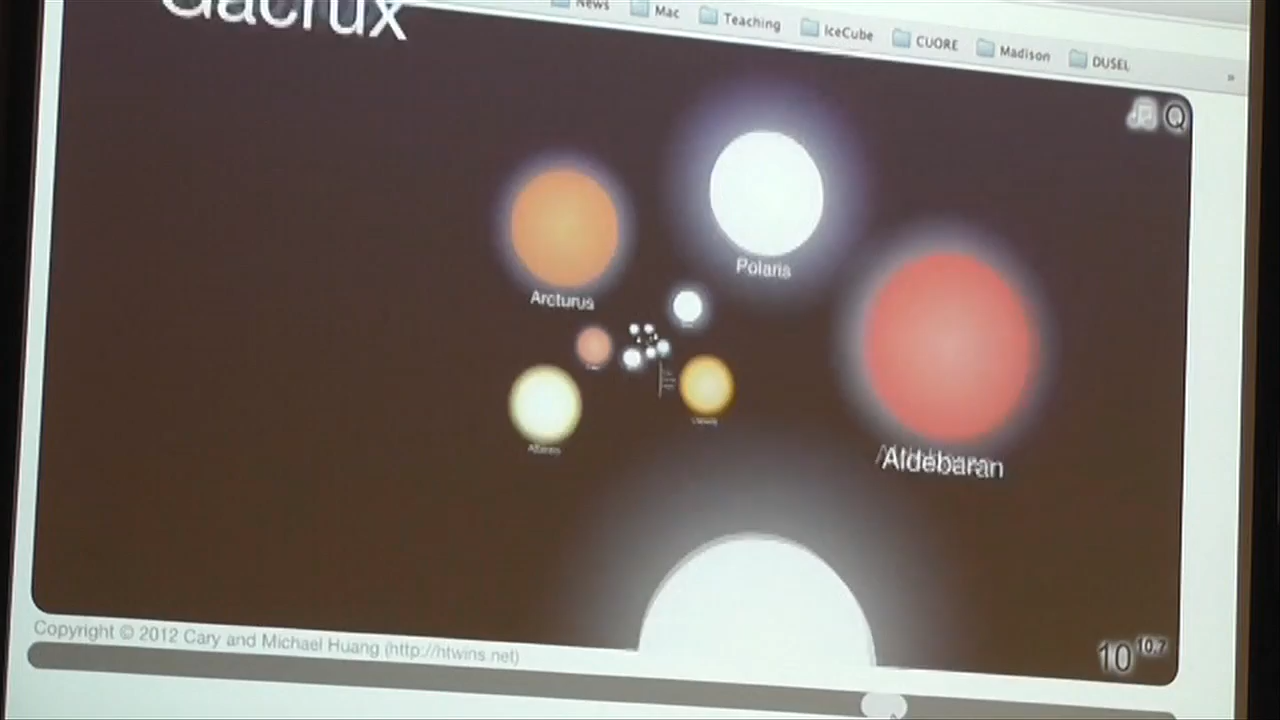 Gacrux
News Mac Teaching IceCube CUORE Madison DUSEL »
Polaris
Arcturus
Aldebaran
10^10.7
Copyright © 2012 Cary and Michael Huang (http://htwins.net)